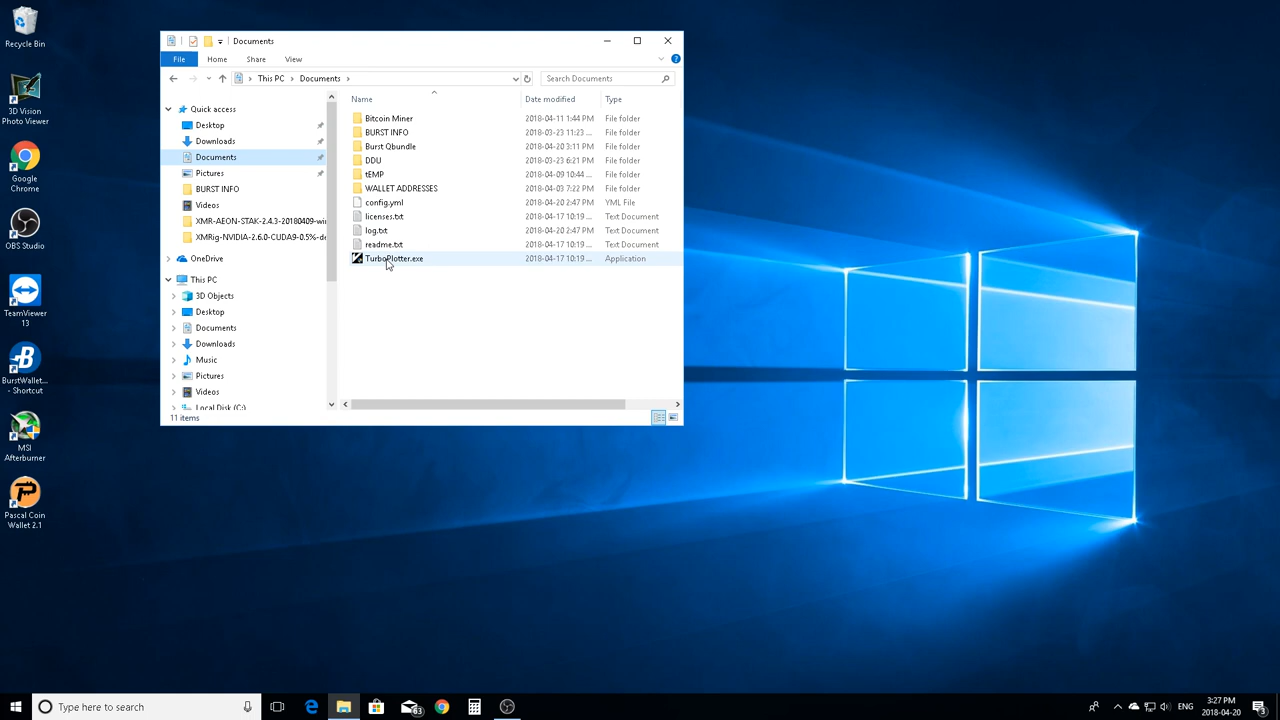 Recycle Bin
3D Vision
Photo Viewer
Google
Chrome
OBS Studio
TeamViewer
13
BurstWallet...
- Shortcut
MSI
Afterburner
Pascal Coin
Wallet 2.1
Documents
File Home Share View
This PC Documents
Search Documents
Quick access
Desktop
Downloads
Documents
Pictures
BURST INFO
Videos
XMR-AEON-STAK-2.4.3-20180409-wi
XMRig-NVIDIA-2.6.0-CUDA9-0.5%-de
OneDrive
This PC
3D Objects
Desktop
Documents
Downloads
Music
Pictures
Videos
Local Disk (C:)
Name Date modified Type
Bitcoin Miner 2018-04-11 1:44 PM File folder
BURST INFO 2018-03-23 11:23 ... File folder
Burst Qbundle 2018-04-20 3:11 PM File folder
DDU 2018-03-23 6:21 PM File folder
tEMP 2018-04-09 10:44 ... File folder
WALLET ADDRESSES 2018-04-03 7:22 PM File folder
config.yml 2018-04-20 2:47 PM YML File
licenses.txt 2018-04-17 10:19 ... Text Document
log.txt 2018-04-20 2:47 PM Text Document
readme.txt 2018-04-17 10:19 ... Text Document
TurboPlotter.exe 2018-04-17 10:19 ... Application
11 items
Type here to search
63
ENG
3:27 PM
2018-04-20
3